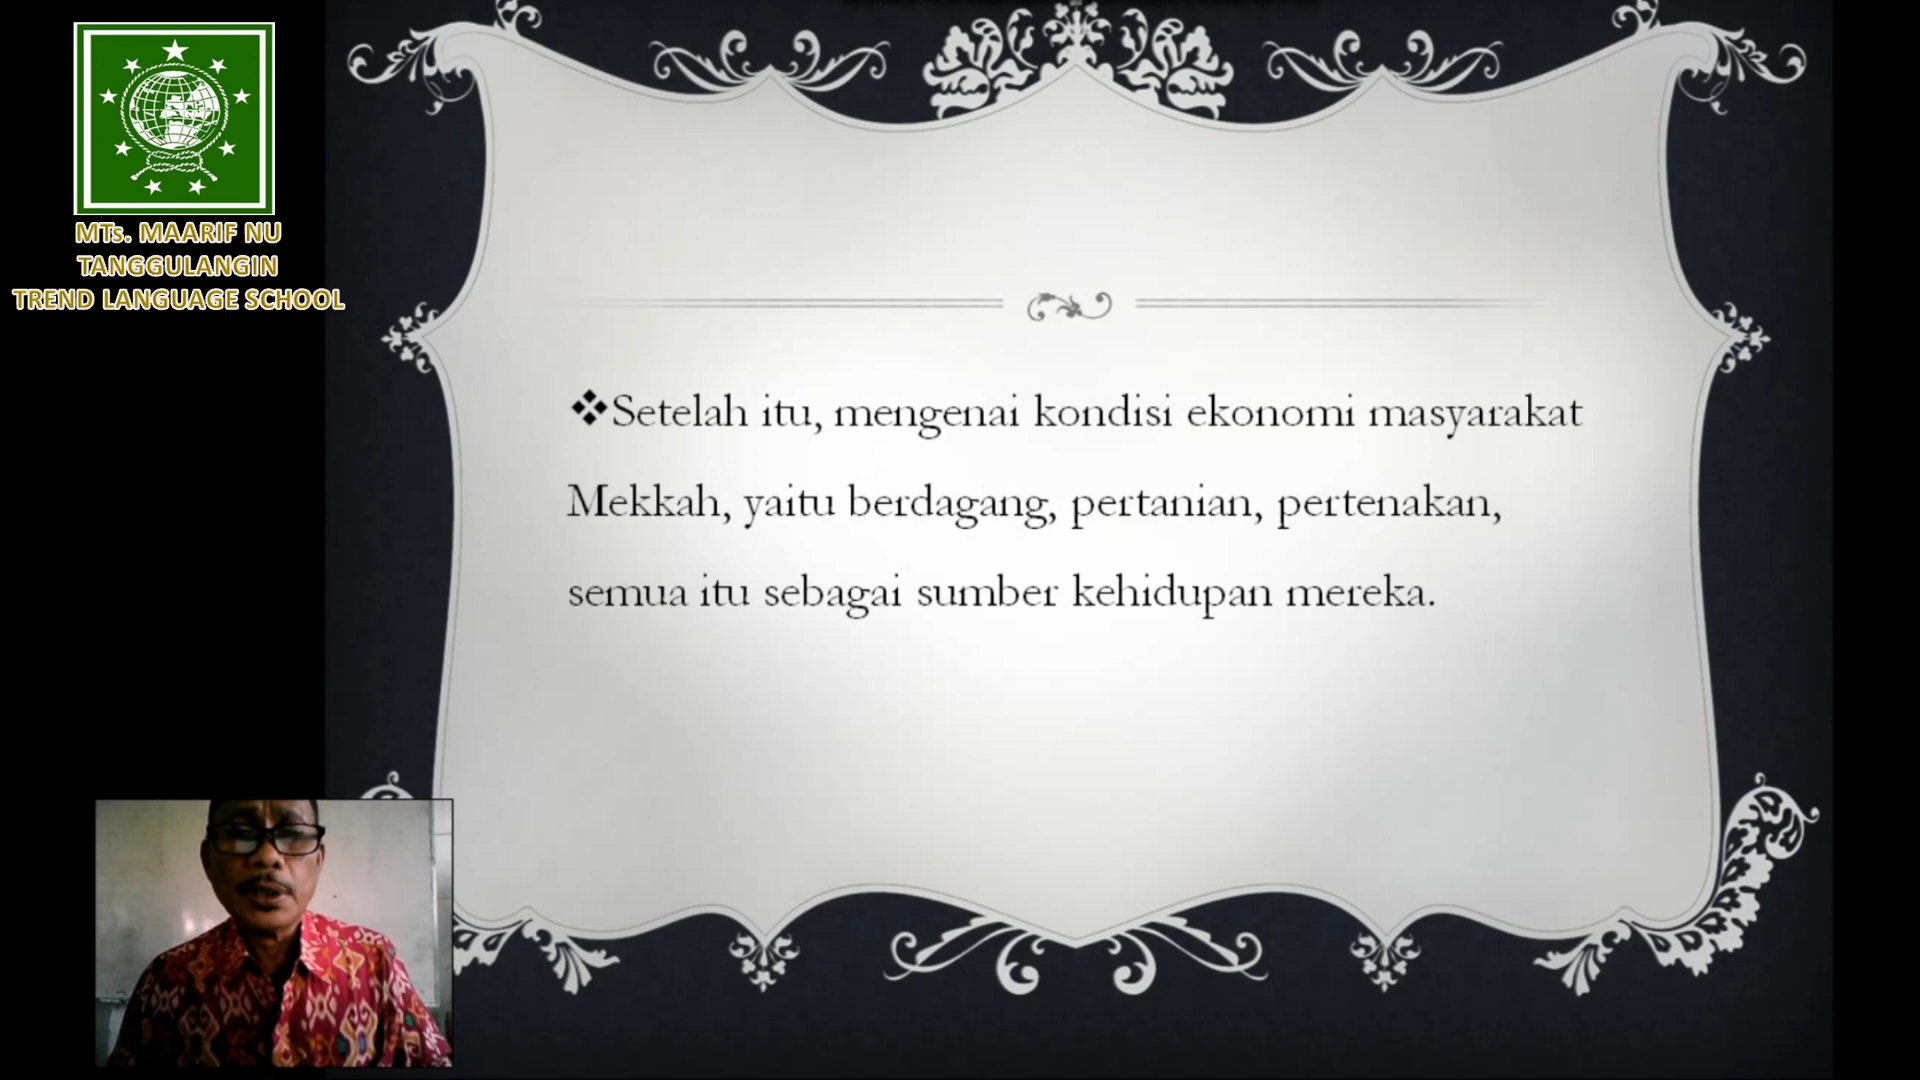 MTs. MAARIF NU
TANGGULANGIN
TREND LANGUAGE SCHOOL
❖Setelah itu, mengenai kondisi ekonomi masyarakat
Mekkah, yaitu berdagang, pertanian, pertenakan,
semua itu sebagai sumber kehidupan mereka.